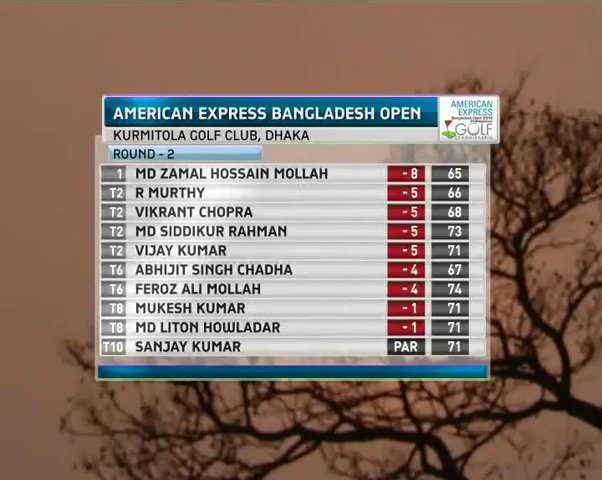 AMERICAN EXPRESS BANGLADESH OPEN
AMERICAN
EXPRESS
GOLF
KURMITOLA GOLF CLUB, DHAKA
ROUND - 2
1 MD ZAMAL HOSSAIN MOLLAH - 8 65
T2 R MURTHY - 5 66
T2 VIKRANT CHOPRA - 5 68
T2 MD SIDDIKUR RAHMAN - 5 73
T2 VIJAY KUMAR - 5 71
T6 ABHIJIT SINGH CHADHA - 4 67
T6 FEROZ ALI MOLLAH - 4 74
T8 MUKESH KUMAR - 1 71
T8 MD LITON HOWLADAR - 1 71
T10 SANJAY KUMAR PAR 71